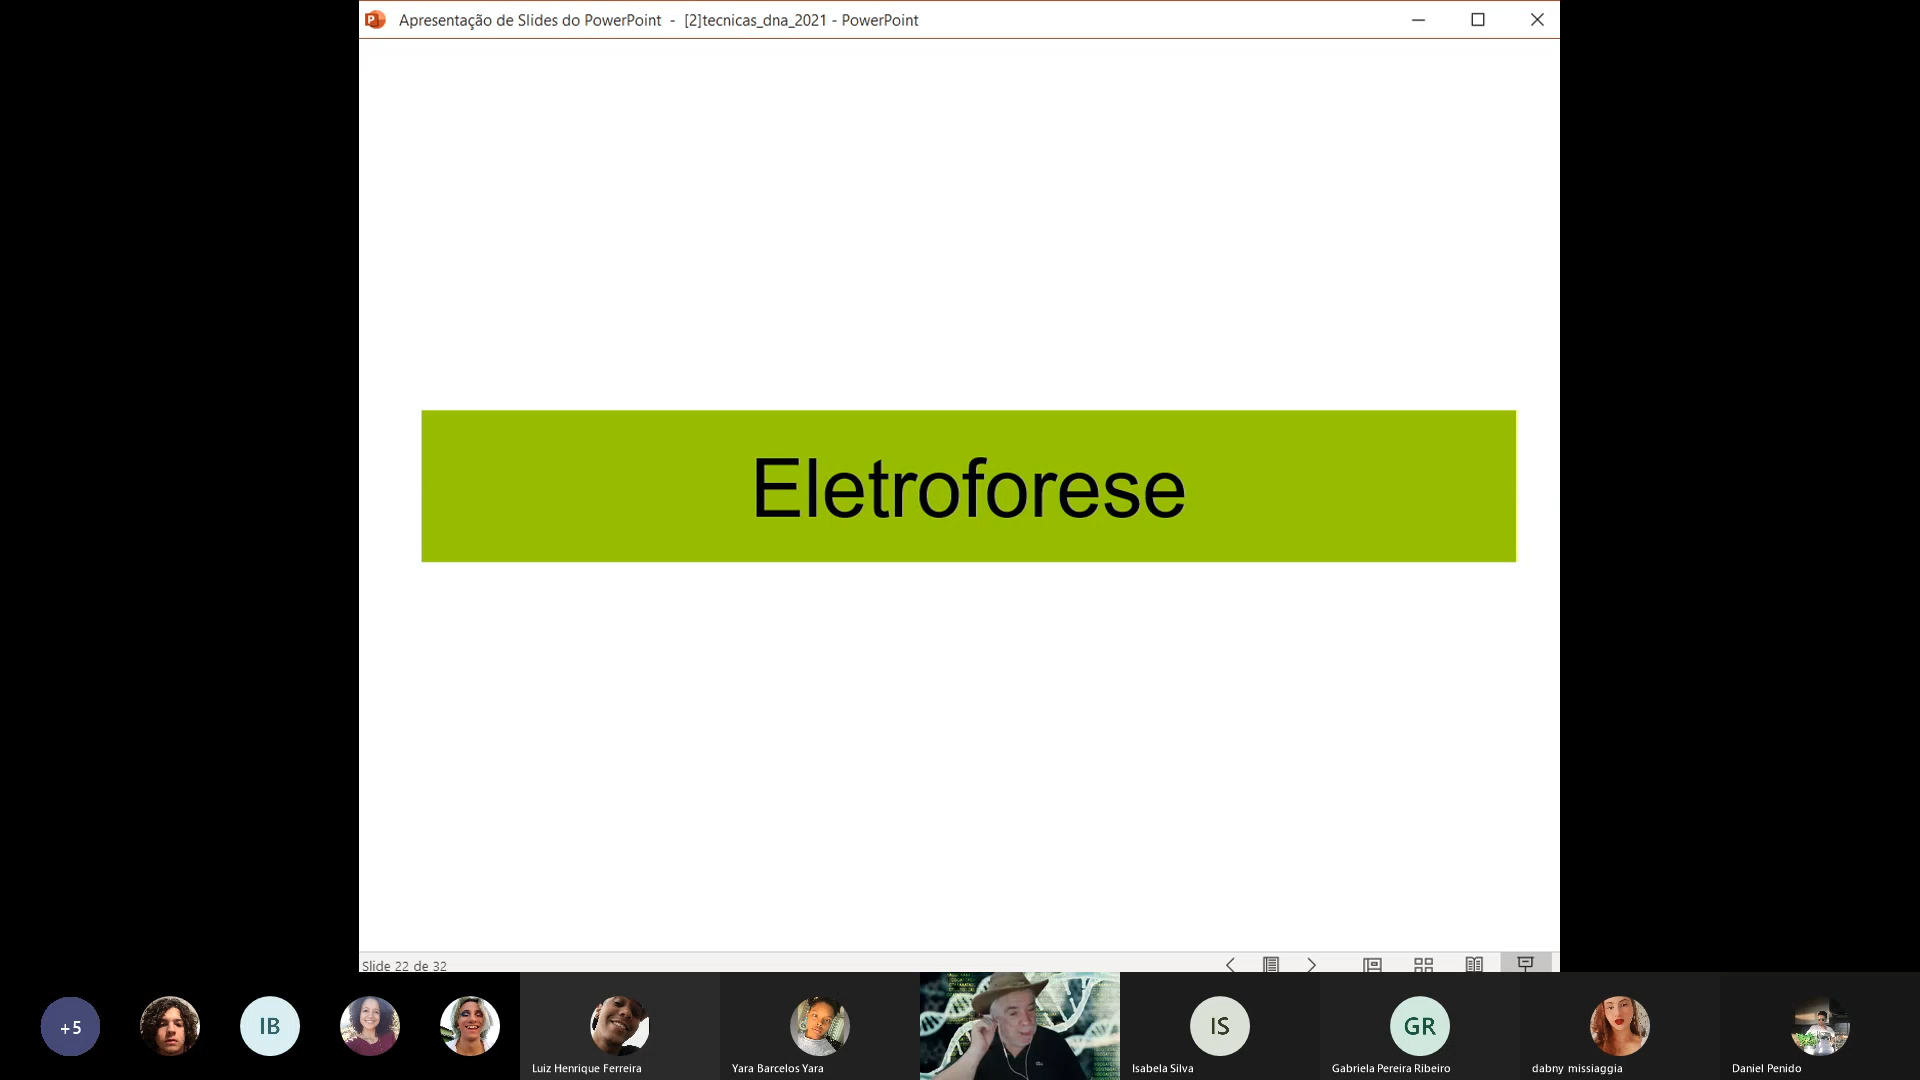 Apresentação de Slides do PowerPoint - [2]tecnicas_dna_2021 - PowerPoint
Eletroforese
Slide 22 de 32
+5
IB
IS
GR
Luiz Henrique Ferreira
Yara Barcelos Yara
Isabela Silva
Gabriela Pereira Ribeiro
dabny missiaggia
Daniel Penido